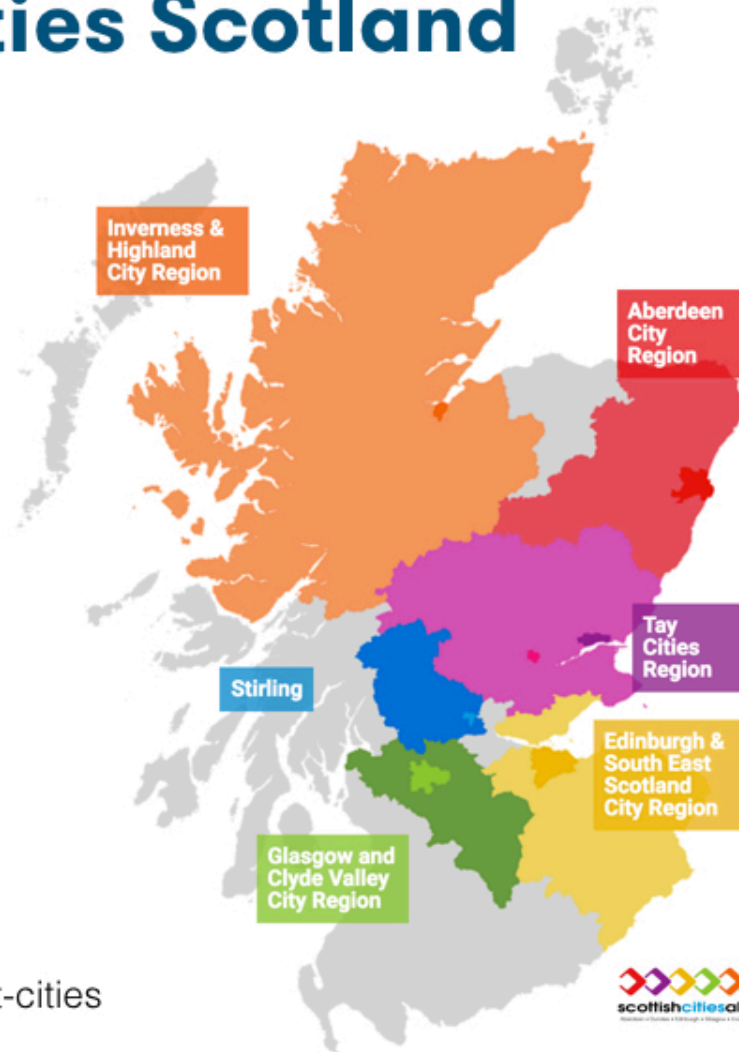 ties Scotland
Inverness &
Highland
City Region
Aberdeen
City
Region
Tay
Cities
Region
Stirling
Edinburgh &
South East
Scotland
City Region
Glasgow and
Clyde Valley
City Region
t-cities
scottishcitiesal